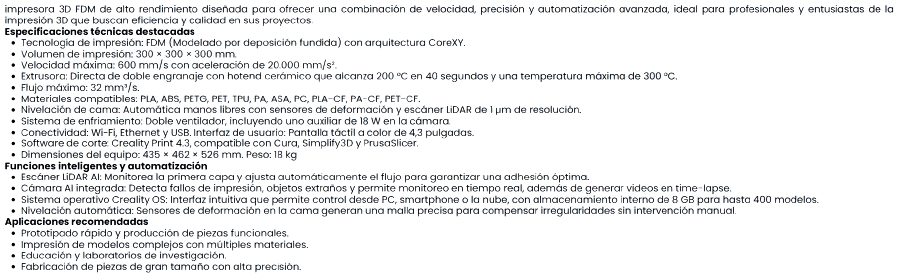 impresora 3D FDM de alto rendimiento diseñada para ofrecer una combinación de velocidad, precisión y automatización avanzada, ideal para profesionales y entusiastas de la
impresión 3D que buscan eficiencia y calidad en sus proyectos.
Especificaciones técnicas destacadas
• Tecnología de impresión: FDM (Modelado por deposición fundida) con arquitectura CoreXY.
• Volumen de impresión: 300 × 300 × 300 mm.
• Velocidad máxima: 600 mm/s con aceleración de 20.000 mm/s².
• Extrusora: Directa de doble engranaje con hotend cerámico que alcanza 200 °C en 40 segundos y una temperatura máxima de 300 °C.
• Flujo máximo: 32 mm³/s.
• Materiales compatibles: PLA, ABS, PETG, PET, TPU, PA, ASA, PC, PLA-CF, PA-CF, PET-CF.
• Nivelación de cama: Automática manos libres con sensores de deformación y escáner LiDAR de 1 μm de resolución.
• Sistema de enfriamiento: Doble ventilador, incluyendo uno auxiliar de 18 W en la cámara.
• Conectividad: Wi-Fi, Ethernet y USB. Interfaz de usuario: Pantalla táctil a color de 4,3 pulgadas.
• Software de corte: Creality Print 4.3, compatible con Cura, Simplify3D y PrusaSlicer.
• Dimensiones del equipo: 435 × 462 × 526 mm. Peso: 18 kg
Funciones inteligentes y automatización
• Escáner LiDAR AI: Monitorea la primera capa y ajusta automáticamente el flujo para garantizar una adhesión óptima.
• Cámara AI integrada: Detecta fallos de impresión, objetos extraños y permite monitoreo en tiempo real, además de generar videos en time-lapse.
• Sistema operativo Creality OS: Interfaz intuitiva que permite control desde PC, smartphone o la nube, con almacenamiento interno de 8 GB para hasta 400 modelos.
• Nivelación automática: Sensores de deformación en la cama generan una malla precisa para compensar irregularidades sin intervención manual.
Aplicaciones recomendadas
• Prototipado rápido y producción de piezas funcionales.
• Impresión de modelos complejos con múltiples materiales.
• Educación y laboratorios de investigación.
• Fabricación de piezas de gran tamaño con alta precisión.